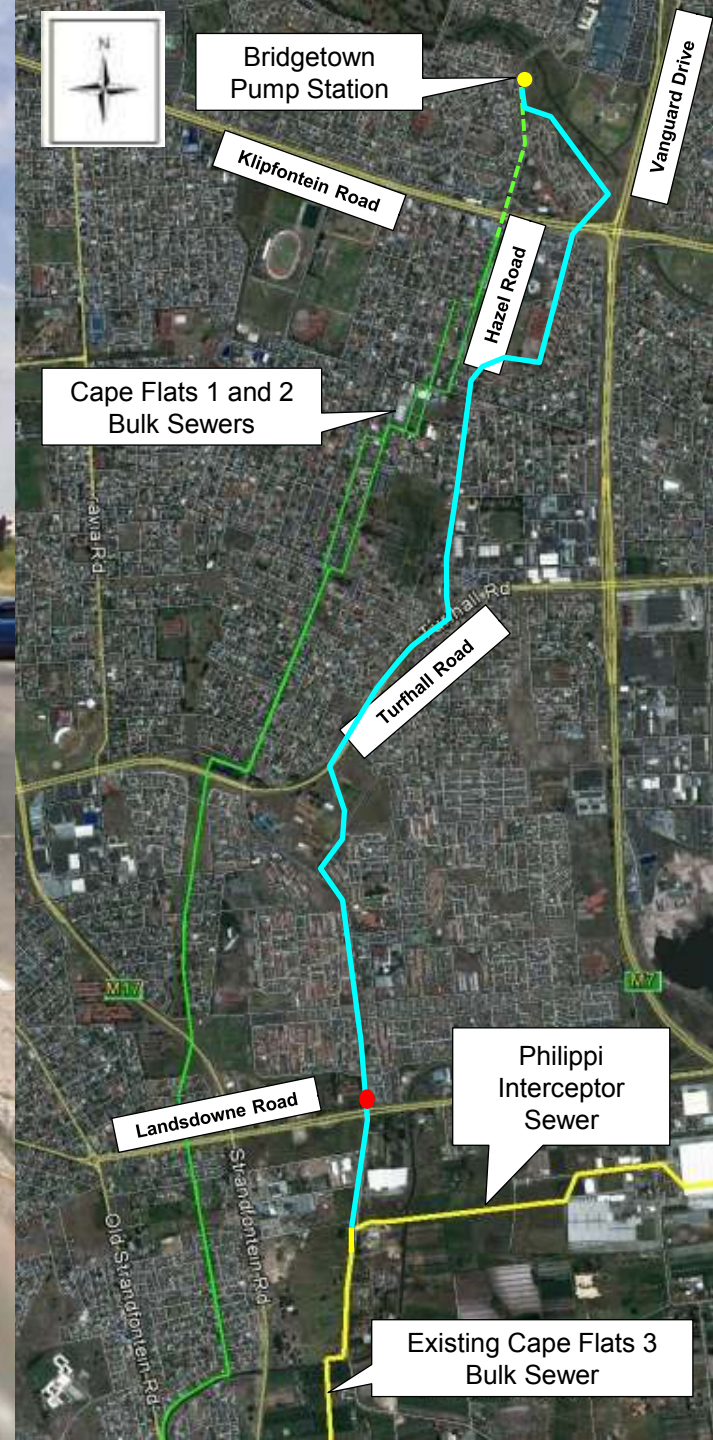 N
Bridgetown
Pump Station
Vanguard Drive
Klipfontein Road
Hazel Road
Cape Flats 1 and 2
Bulk Sewers
ravia Rd
Turfhall Road
M17
M7
Philippi
Interceptor
Sewer
Landsdowne Road
Strandfontein Rd
Old Strandfontein Rd
Existing Cape Flats 3
Bulk Sewer